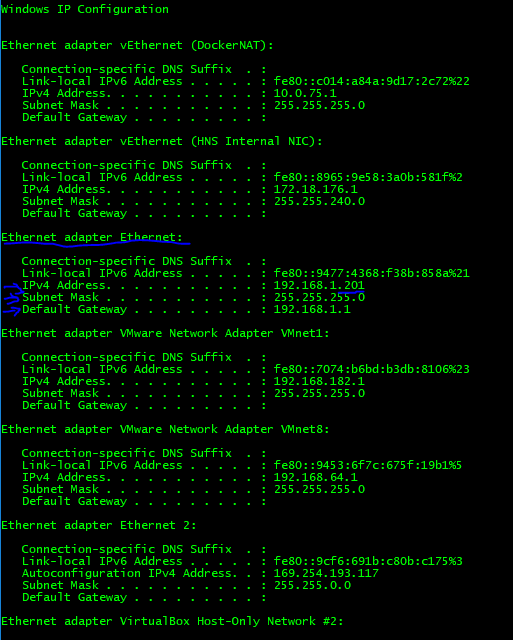 Windows IP Configuration
Ethernet adapter vEthernet (DockerNAT):
Connection-specific DNS Suffix . :
Link-local IPv6 Address . . . . . : fe80::c014:a84a:9d17:2c72%22
IPv4 Address. . . . . . . . . . . : 10.0.75.1
Subnet Mask . . . . . . . . . . . : 255.255.255.0
Default Gateway . . . . . . . . . :
Ethernet adapter vEthernet (HNS Internal NIC):
Connection-specific DNS Suffix . :
Link-local IPv6 Address . . . . . : fe80::8965:9e58:3a0b:581f%2
IPv4 Address. . . . . . . . . . . : 172.18.176.1
Subnet Mask . . . . . . . . . . . : 255.255.240.0
Default Gateway . . . . . . . . . :
Ethernet adapter Ethernet:
Connection-specific DNS Suffix . :
Link-local IPv6 Address . . . . . : fe80::9477:4368:f38b:858a%21
IPv4 Address. . . . . . . . . . . : 192.168.1.201
Subnet Mask . . . . . . . . . . . : 255.255.255.0
Default Gateway . . . . . . . . . : 192.168.1.1
Ethernet adapter VMware Network Adapter VMnet1:
Connection-specific DNS Suffix . :
Link-local IPv6 Address . . . . . : fe80::7074:b6bd:b3db:8106%23
IPv4 Address. . . . . . . . . . . : 192.168.182.1
Subnet Mask . . . . . . . . . . . : 255.255.255.0
Default Gateway . . . . . . . . . :
Ethernet adapter VMware Network Adapter VMnet8:
Connection-specific DNS Suffix . :
Link-local IPv6 Address . . . . . : fe80::9453:6f7c:675f:19b1%5
IPv4 Address. . . . . . . . . . . : 192.168.64.1
Subnet Mask . . . . . . . . . . . : 255.255.255.0
Default Gateway . . . . . . . . . :
Ethernet adapter Ethernet 2:
Connection-specific DNS Suffix . :
Link-local IPv6 Address . . . . . : fe80::9cf6:691b:c80b:c175%3
Autoconfiguration IPv4 Address. . : 169.254.193.117
Subnet Mask . . . . . . . . . . . : 255.255.0.0
Default Gateway . . . . . . . . . :
Ethernet adapter VirtualBox Host-Only Network #2: